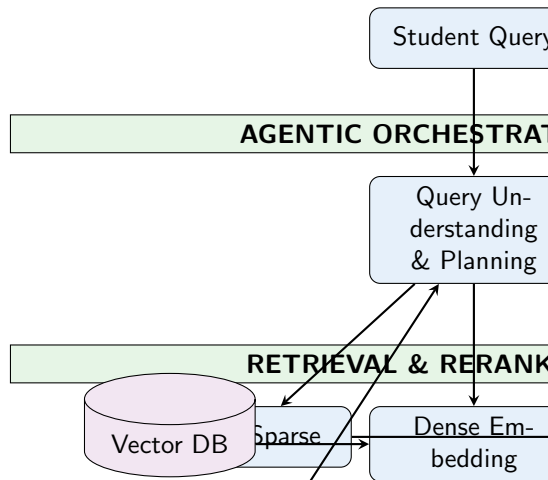 Student Query
AGENTIC ORCHESTRAT
Query Un-
derstanding
& Planning
RETRIEVAL & RERANK
Vector DB
Sparse
Dense Em-
bedding